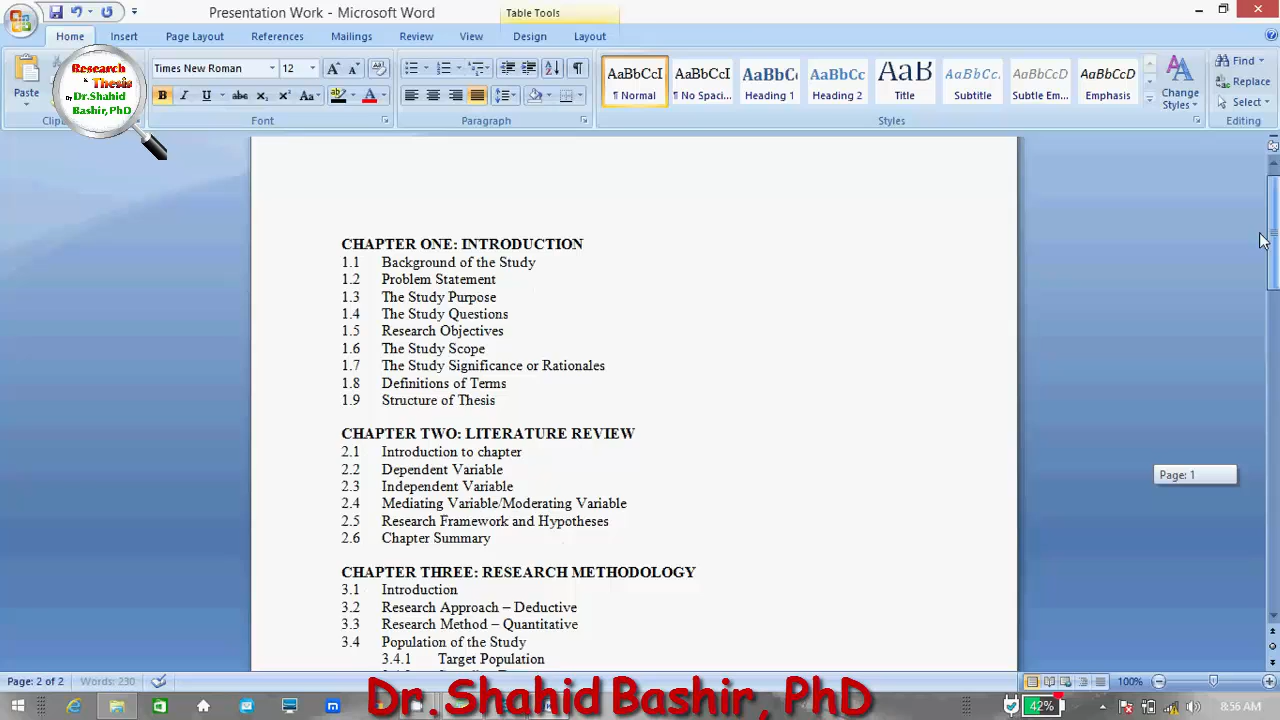 Presentation Work - Microsoft Word
Table Tools
Home Insert Page Layout References Mailings Review View Design Layout
Research
Thesis
By Dr.Shahid
Bashir, PhD
Paste
Times New Roman 12
B I U abc x₂ x² Aa
AaBbCcI AaBbCcI AaBbC AaBbCc AaB AaBbCc. AaBbCcD AaBbCcD
¶ Normal ¶ No Spaci... Heading 1 Heading 2 Title Subtitle Subtle Em... Emphasis
Change
Styles
Find
Replace
Select
Font Paragraph Styles Editing
CHAPTER ONE: INTRODUCTION
1.1 Background of the Study
1.2 Problem Statement
1.3 The Study Purpose
1.4 The Study Questions
1.5 Research Objectives
1.6 The Study Scope
1.7 The Study Significance or Rationales
1.8 Definitions of Terms
1.9 Structure of Thesis
CHAPTER TWO: LITERATURE REVIEW
2.1 Introduction to chapter
2.2 Dependent Variable
2.3 Independent Variable
2.4 Mediating Variable/Moderating Variable
2.5 Research Framework and Hypotheses
2.6 Chapter Summary
Page: 1
CHAPTER THREE: RESEARCH METHODOLOGY
3.1 Introduction
3.2 Research Approach – Deductive
3.3 Research Method – Quantitative
3.4 Population of the Study
3.4.1 Target Population
Page: 2 of 2 Words: 230 100%
Dr.Shahid Bashir, PhD
42% 8:56 AM